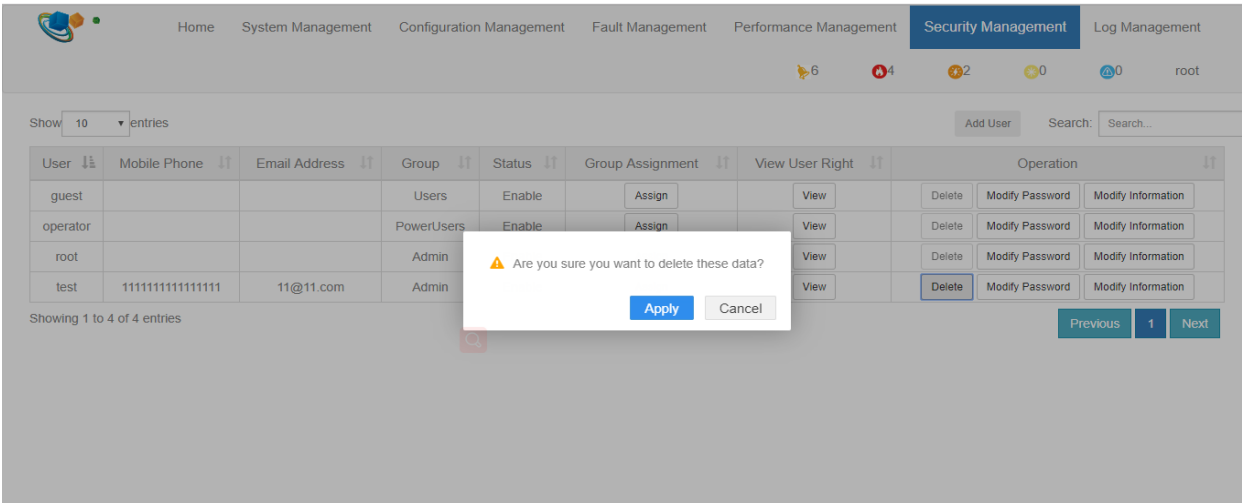 Home System Management Configuration Management Fault Management Performance Management Security Management Log Management
6 4 2 0 0 root
Show 10 entries Add User Search: Search...
User Mobile Phone Email Address Group Status Group Assignment View User Right Operation
guest Users Enable Assign View Delete Modify Password Modify Information
operator PowerUsers Enable Assign View Delete Modify Password Modify Information
root Admin View Delete Modify Password Modify Information
test 1111111111111111 11@11.com Admin View Delete Modify Password Modify Information
Are you sure you want to delete these data?
Apply Cancel
Showing 1 to 4 of 4 entries Previous 1 Next